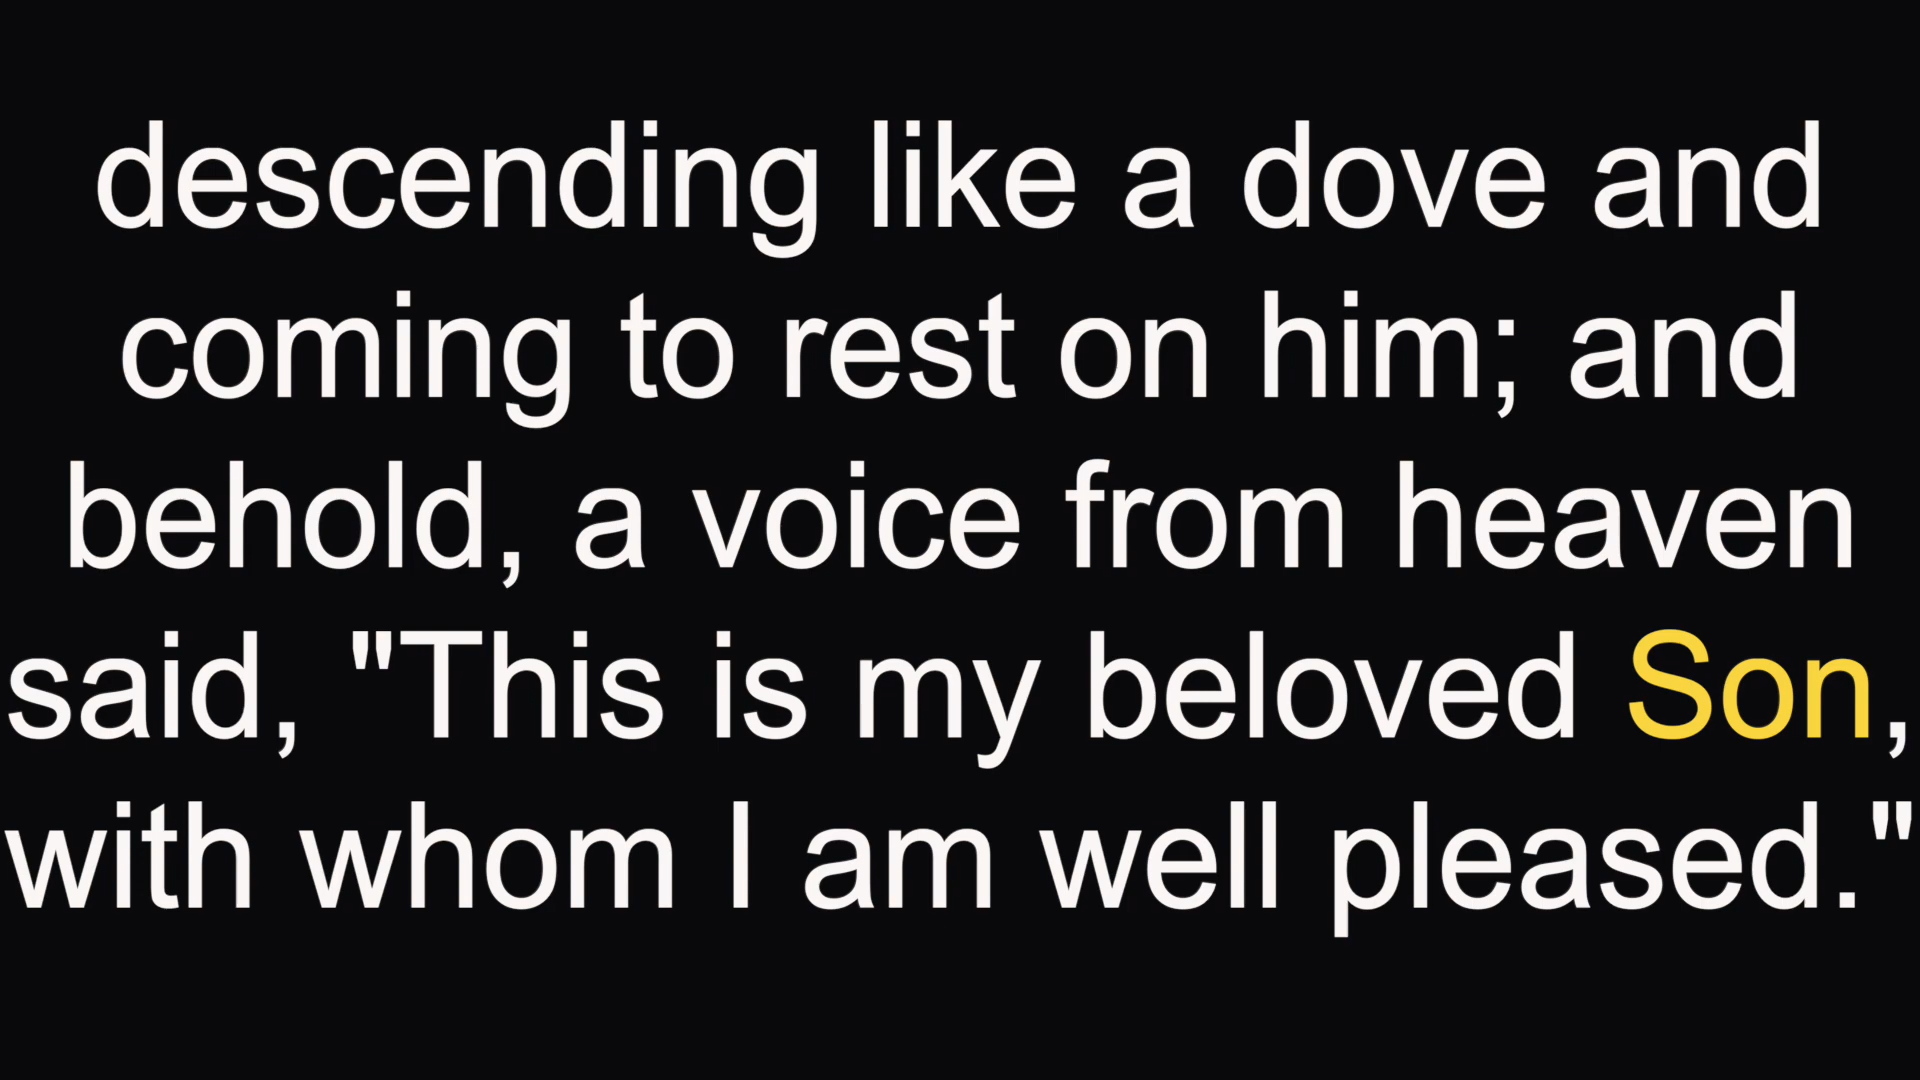 descending like a dove and
coming to rest on him; and
behold, a voice from heaven
said, "This is my beloved Son,
with whom I am well pleased."